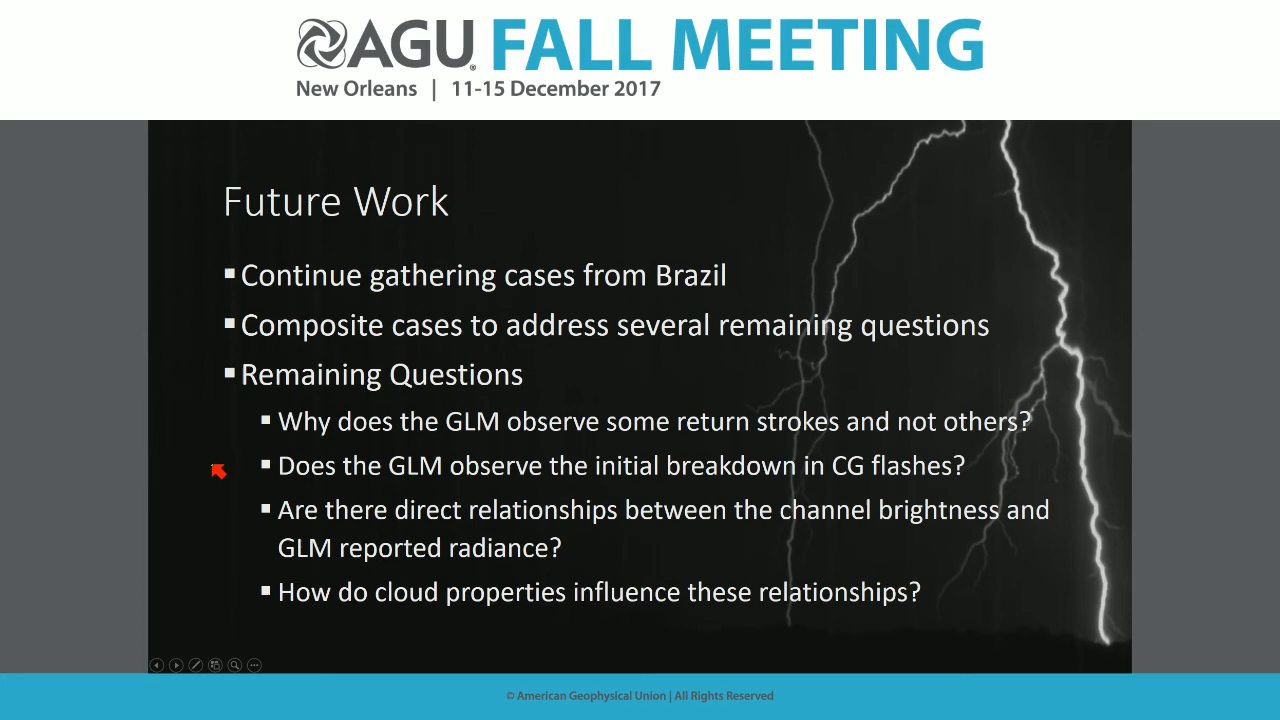 AGU FALL MEETING
New Orleans | 11-15 December 2017
Future Work
Continue gathering cases from Brazil
Composite cases to address several remaining questions
Remaining Questions
Why does the GLM observe some return strokes and not others?
Does the GLM observe the initial breakdown in CG flashes?
Are there direct relationships between the channel brightness and
GLM reported radiance?
How do cloud properties influence these relationships?
© American Geophysical Union | All Rights Reserved